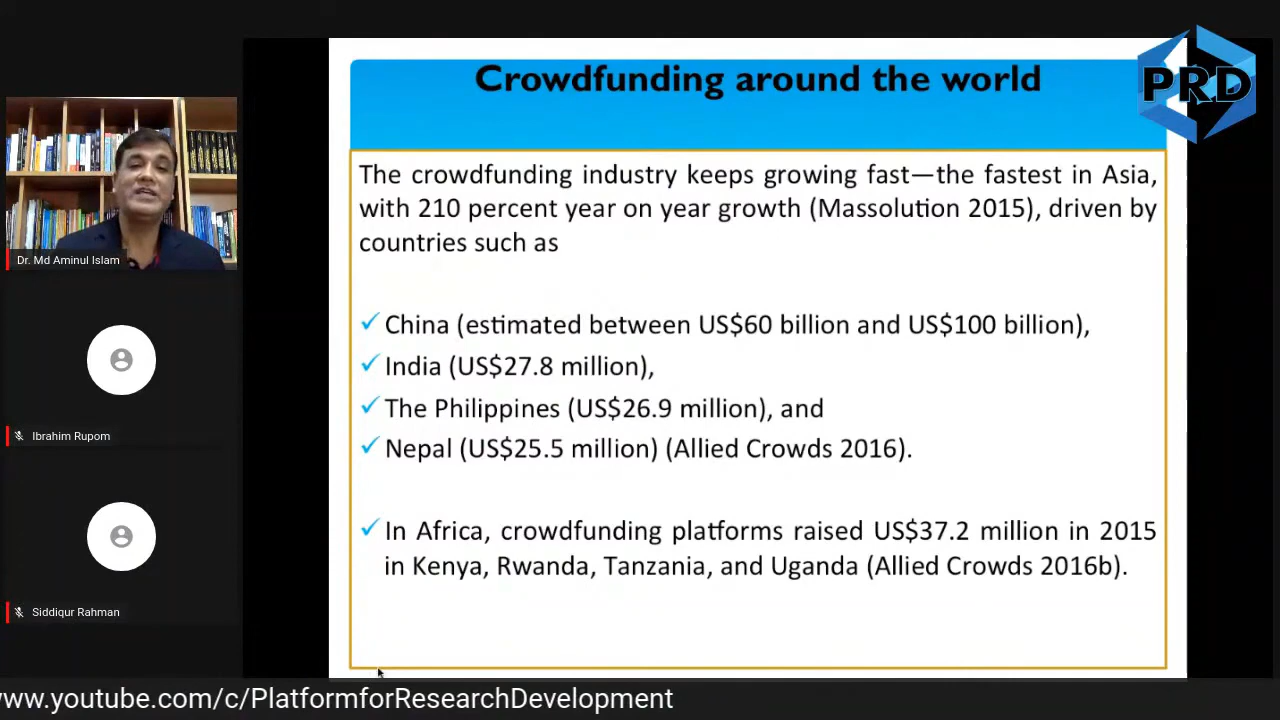 Crowdfunding around the world
PRD
The crowdfunding industry keeps growing fast—the fastest in Asia,
with 210 percent year on year growth (Massolution 2015), driven by
countries such as
✓ China (estimated between US$60 billion and US$100 billion),
✓ India (US$27.8 million),
✓ The Philippines (US$26.9 million), and
✓ Nepal (US$25.5 million) (Allied Crowds 2016).
✓ In Africa, crowdfunding platforms raised US$37.2 million in 2015
in Kenya, Rwanda, Tanzania, and Uganda (Allied Crowds 2016b).
Dr. Md Aminul Islam
Ibrahim Rupom
Siddiqur Rahman
www.youtube.com/c/PlatformforResearchDevelopment